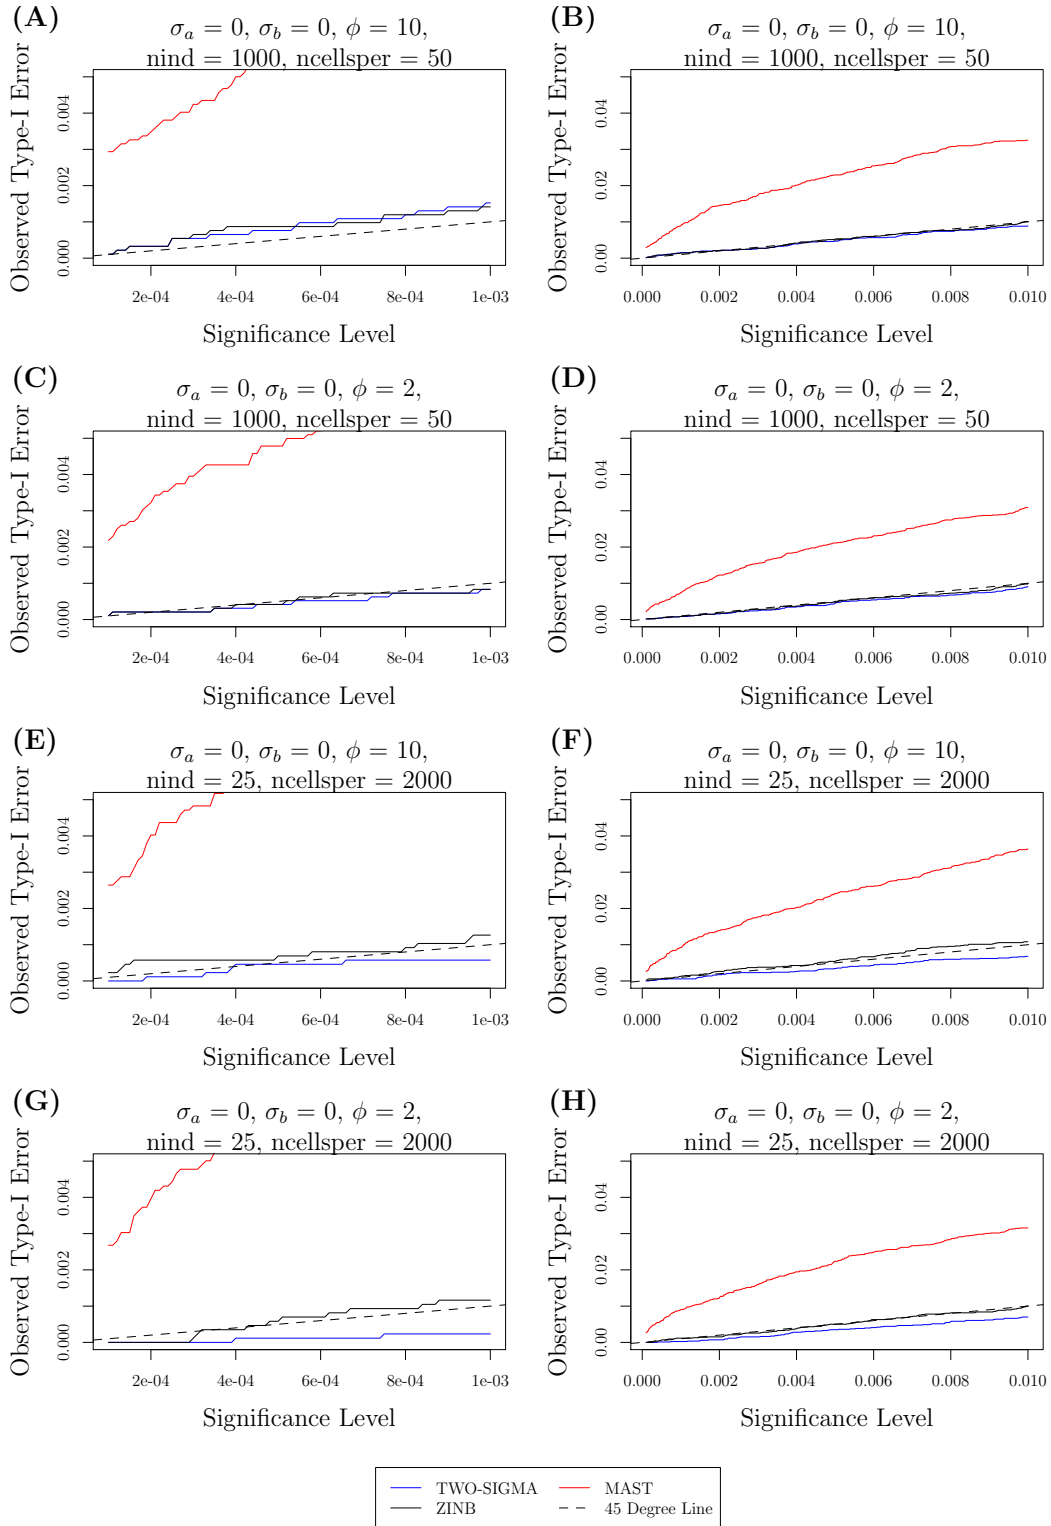 (A)
σa = 0, σb = 0, ϕ = 10,
nind = 1000, ncellsper = 50
Observed Type-I Error
0.000
0.002
0.004
2e-04 4e-04 6e-04 8e-04 1e-03
Significance Level
(B)
σa = 0, σb = 0, ϕ = 10,
nind = 1000, ncellsper = 50
Observed Type-I Error
0.00
0.02
0.04
0.000 0.002 0.004 0.006 0.008 0.010
Significance Level
(C)
σa = 0, σb = 0, ϕ = 2,
nind = 1000, ncellsper = 50
Observed Type-I Error
0.000
0.002
0.004
2e-04 4e-04 6e-04 8e-04 1e-03
Significance Level
(D)
σa = 0, σb = 0, ϕ = 2,
nind = 1000, ncellsper = 50
Observed Type-I Error
0.00
0.02
0.04
0.000 0.002 0.004 0.006 0.008 0.010
Significance Level
(E)
σa = 0, σb = 0, ϕ = 10,
nind = 25, ncellsper = 2000
Observed Type-I Error
0.000
0.002
0.004
2e-04 4e-04 6e-04 8e-04 1e-03
Significance Level
(F)
σa = 0, σb = 0, ϕ = 10,
nind = 25, ncellsper = 2000
Observed Type-I Error
0.00
0.02
0.04
0.000 0.002 0.004 0.006 0.008 0.010
Significance Level
(G)
σa = 0, σb = 0, ϕ = 2,
nind = 25, ncellsper = 2000
Observed Type-I Error
0.000
0.002
0.004
2e-04 4e-04 6e-04 8e-04 1e-03
Significance Level
(H)
σa = 0, σb = 0, ϕ = 2,
nind = 25, ncellsper = 2000
Observed Type-I Error
0.00
0.02
0.04
0.000 0.002 0.004 0.006 0.008 0.010
Significance Level
TWO-SIGMA MAST
ZINB 45 Degree Line